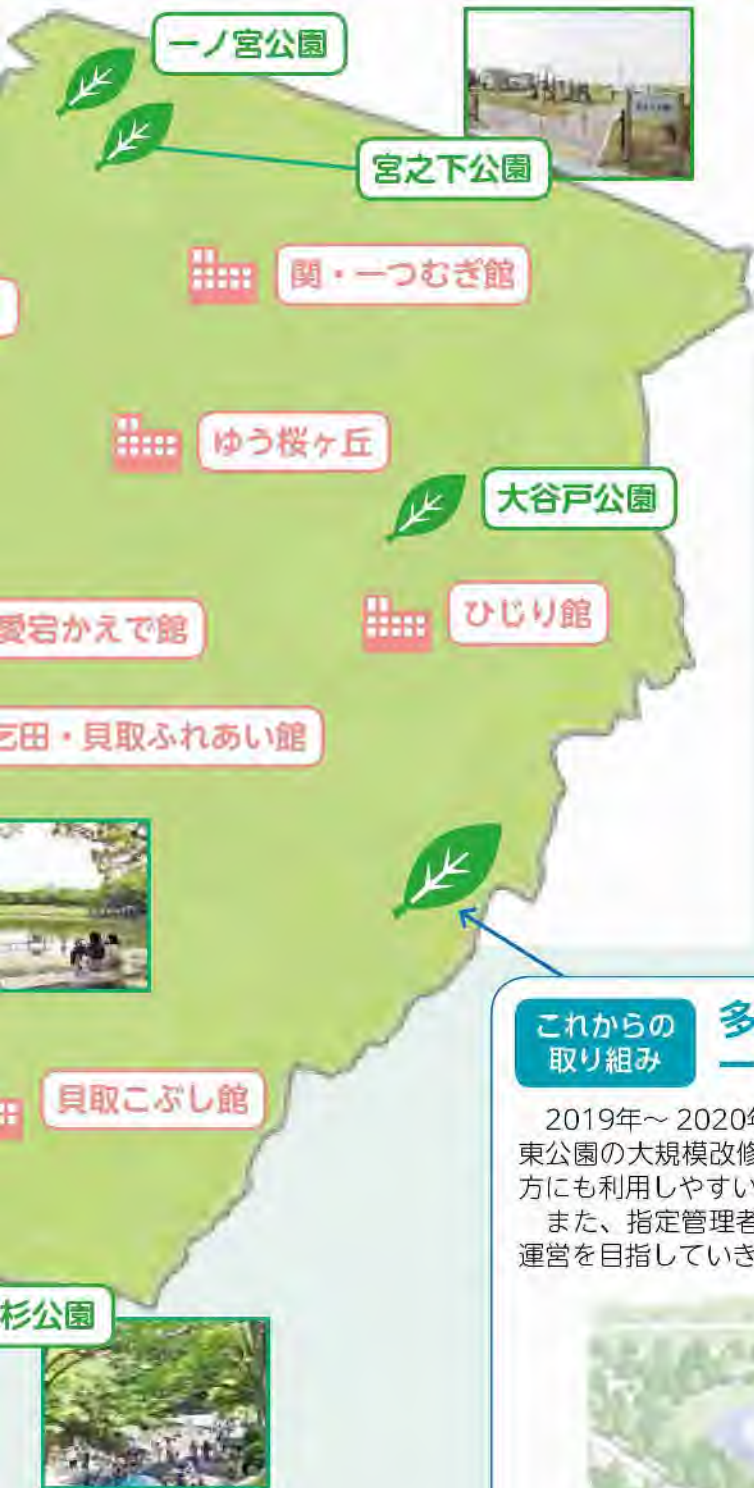 一ノ宮公園
宮之下公園
関・一つむぎ館
ゆう桜ヶ丘
大谷戸公園
愛宕かえで館
ひじり館
乞田・貝取ふれあい館
これからの
取り組み
多
2019年～2020年
東公園の大規模改修
方にも利用しやすい
また、指定管理者
運営を目指していき
貝取こぶし館
杉公園